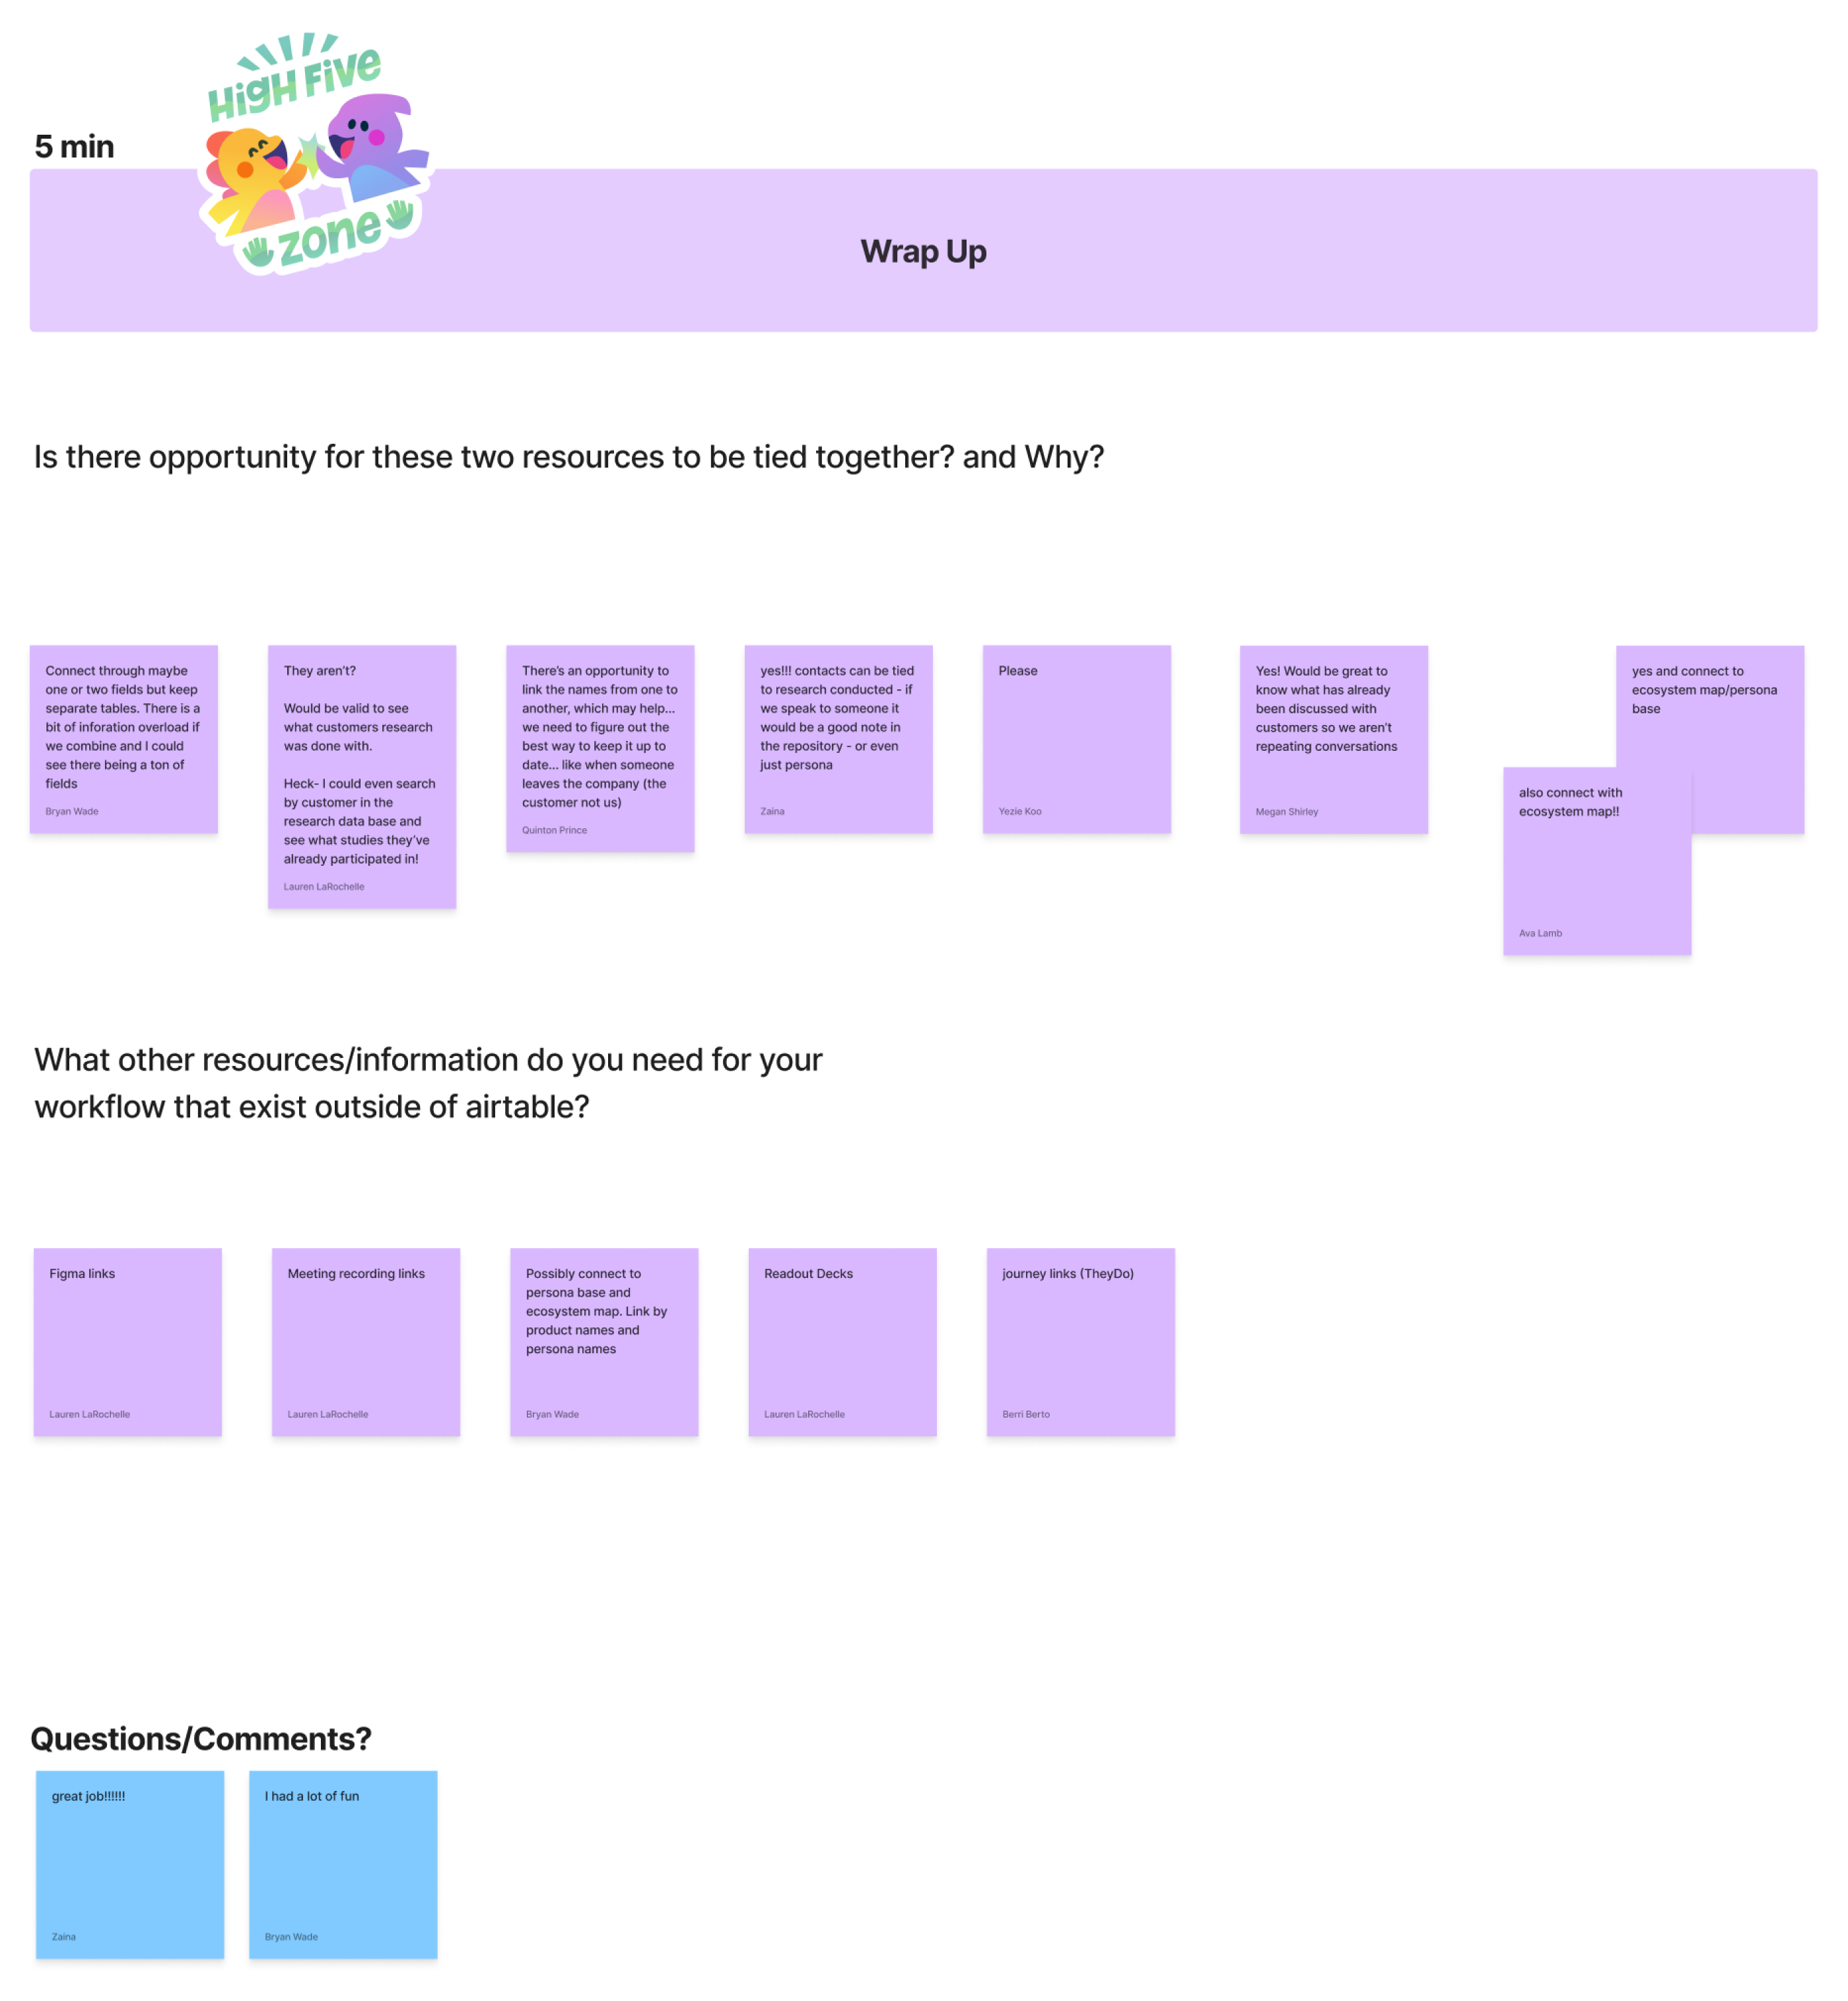 HigH Five
zone
5 min
Wrap Up
Is there opportunity for these two resources to be tied together? and Why?
Connect through maybe
one or two fields but keep
separate tables. There is a
bit of inforation overload if
we combine and I could
see there being a ton of
fields
Bryan Wade
They aren't?
Would be valid to see
what customers research
was done with.
Heck- I could even search
by customer in the
research data base and
see what studies they've
already participated in!
Lauren LaRochelle
There's an opportunity to
link the names from one to
another, which may help...
we need to figure out the
best way to keep it up to
date... like when someone
leaves the company (the
customer not us)
Quinton Prince
yes!!! contacts can be tied
to research conducted - if
we speak to someone it
would be a good note in
the repository - or even
just persona
Zaina
Please
Yezie Koo
Yes! Would be great to
know what has already
been discussed with
customers so we aren't
repeating conversations
Megan Shirley
yes and connect to
ecosystem map/persona
base
also connect with
ecosystem map!!
Ava Lamb
What other resources/information do you need for your
workflow that exist outside of airtable?
Figma links
Lauren LaRochelle
Meeting recording links
Lauren LaRochelle
Possibly connect to
persona base and
ecosystem map. Link by
product names and
persona names
Bryan Wade
Readout Decks
Lauren LaRochelle
journey links (TheyDo)
Berri Berto
Questions/Comments?
great job!!!!!!
Zaina
I had a lot of fun
Bryan Wade